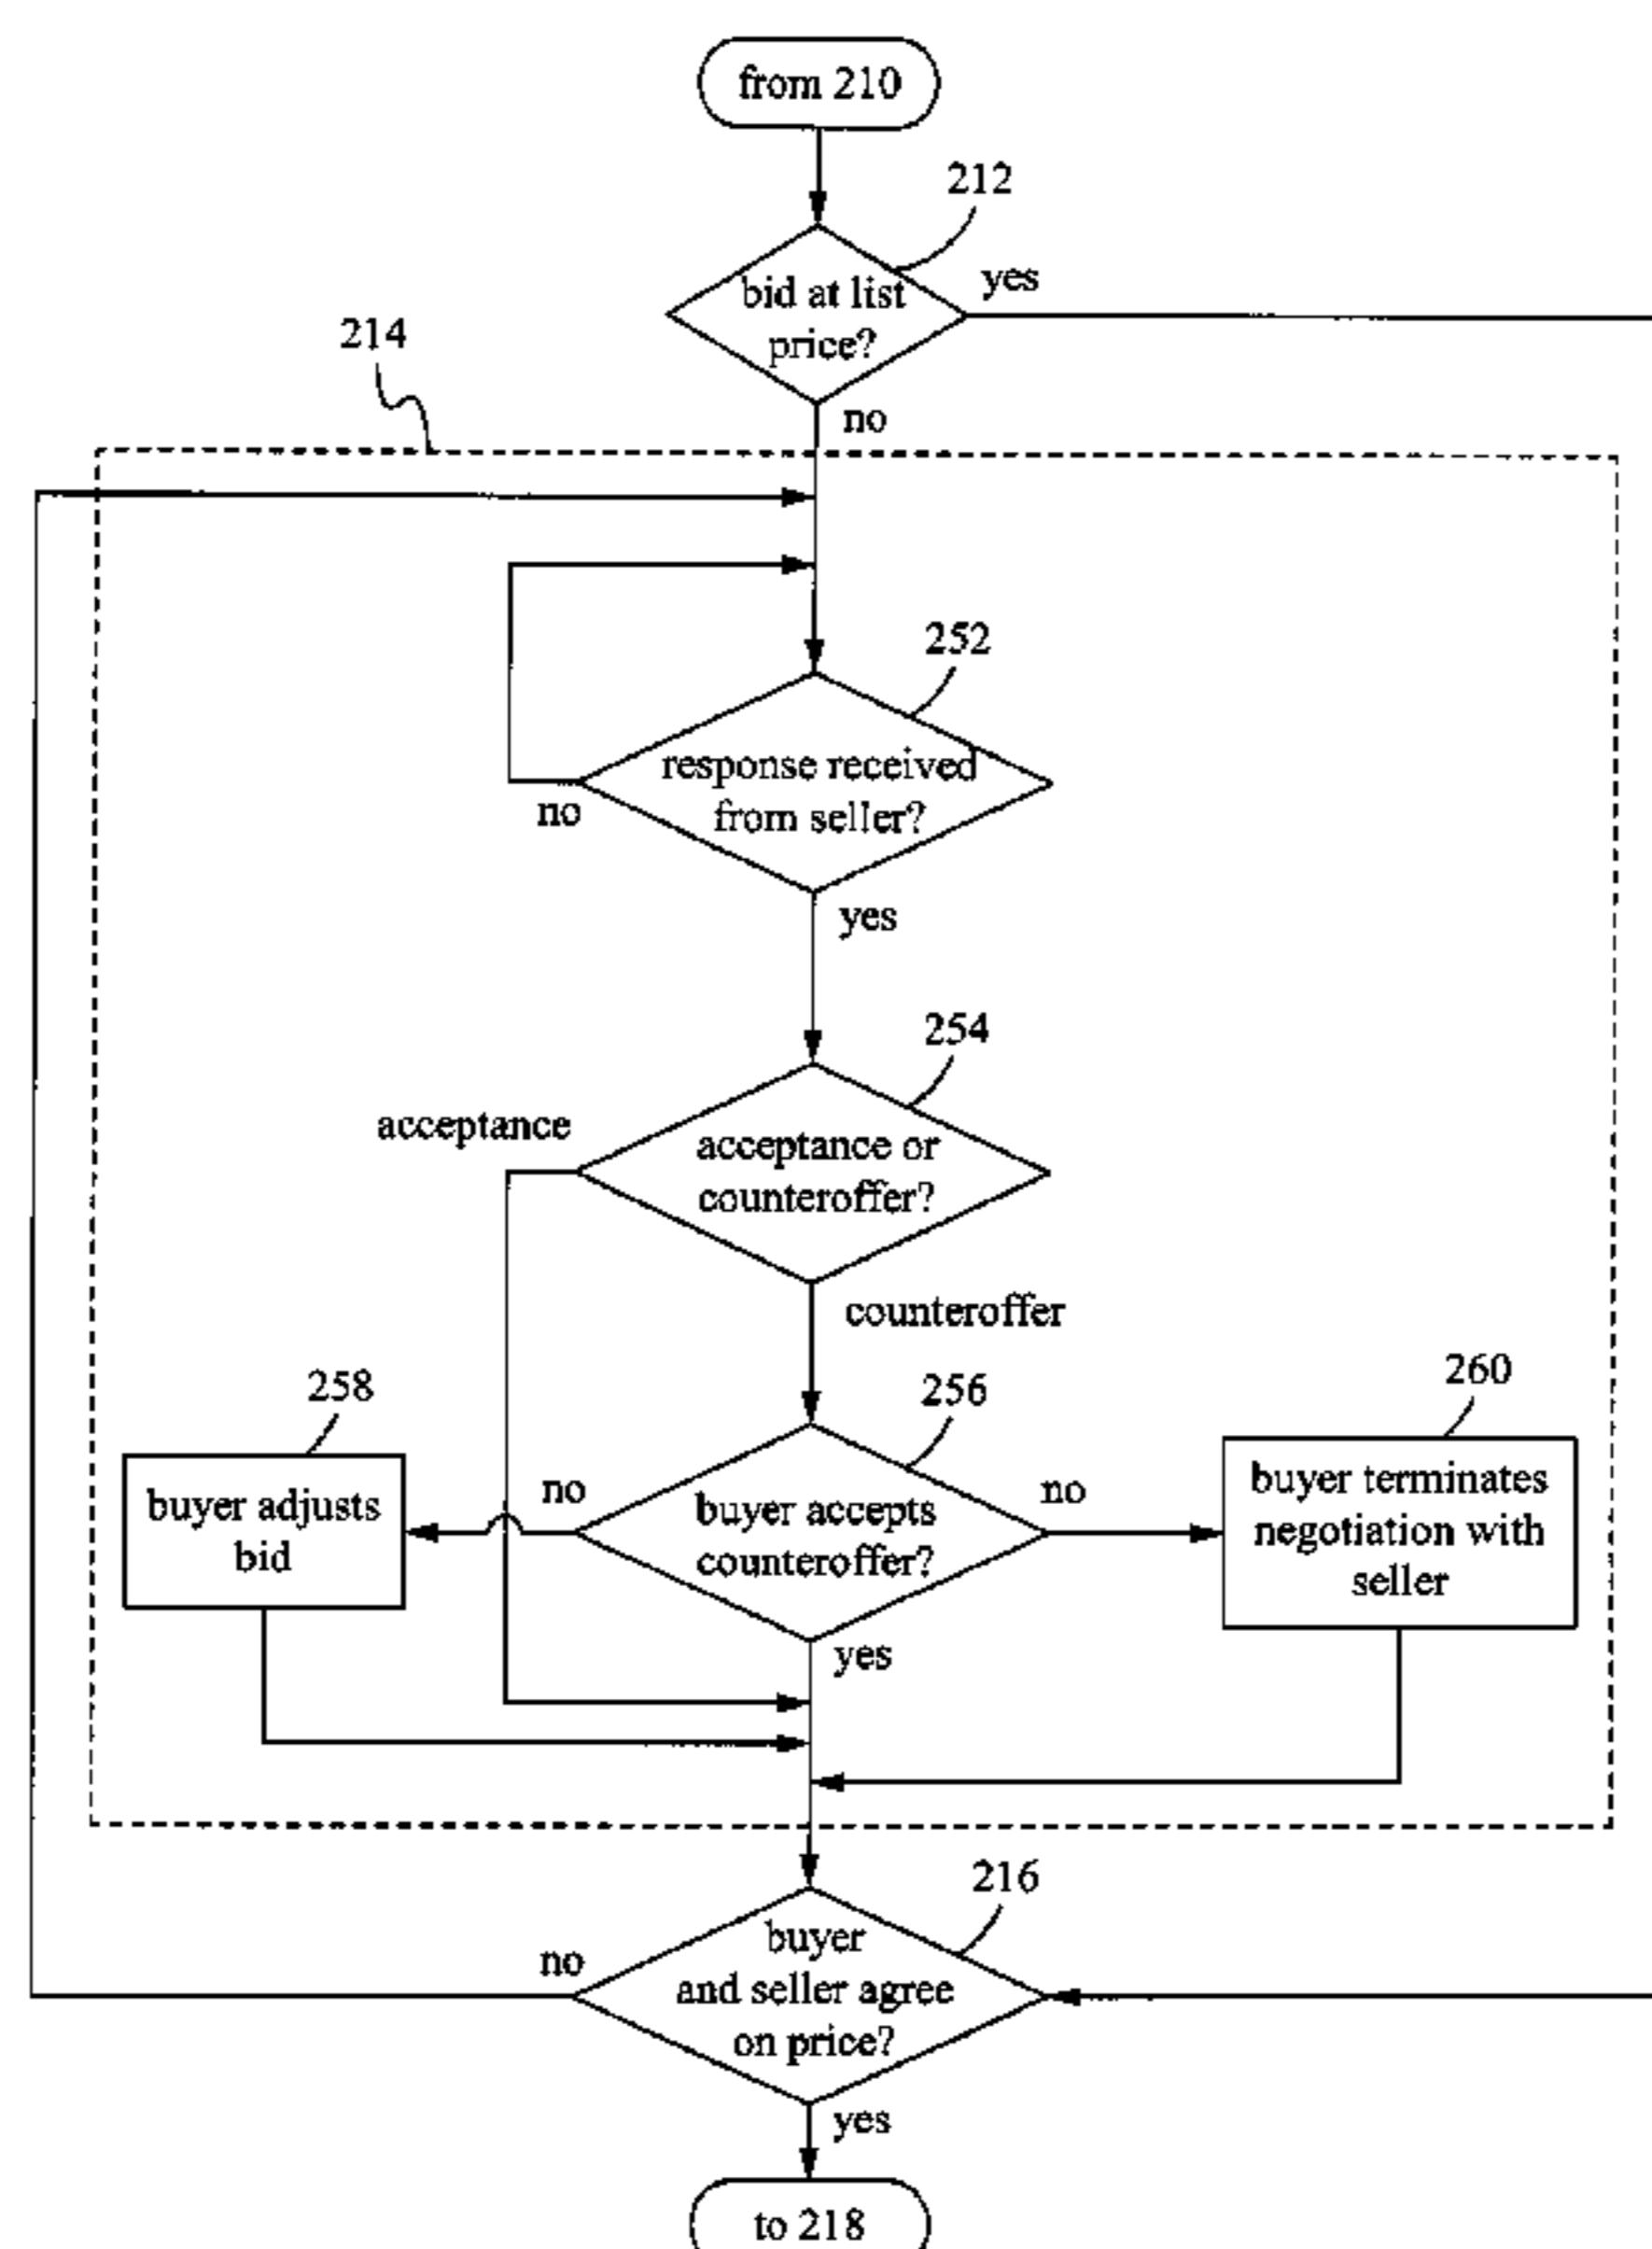 from 210
212
bid at list
price?
yes
214
no
252
response received
from seller?
no
yes
254
acceptance
acceptance or
counteroffer?
counteroffer
258
256
260
buyer adjusts
bid
no
buyer accepts
counteroffer?
no
buyer terminates
negotiation with
seller
yes
216
buyer
and seller agree
on price?
no
yes
to 218